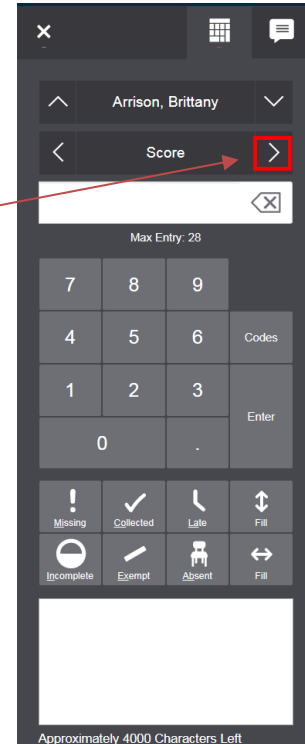 Arrison, Brittany
Score
Max Entry: 28
7 8 9
4 5 6 Codes
1 2 3
Enter
0 .
Missing Collected Late Fill
Incomplete Exempt Absent Fill
Approximately 4000 Characters Left